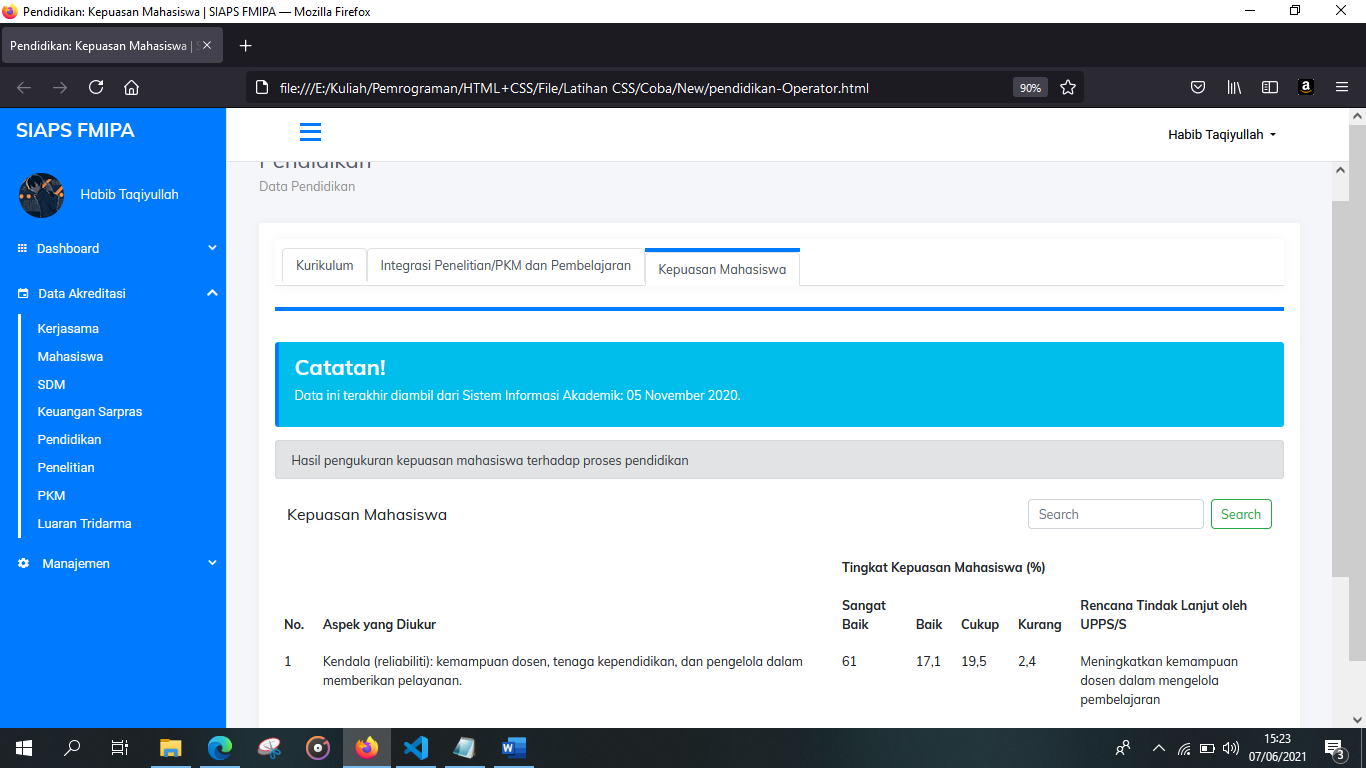 Pendidikan: Kepuasan Mahasiswa | SIAPS FMIPA — Mozilla Firefox
Pendidikan: Kepuasan Mahasiswa |
file:///E:/Kuliah/Pemrograman/HTML+CSS/File/Latihan CSS/Coba/New/pendidikan-Operator.html
90%
SIAPS FMIPA
Habib Taqiyullah
Habib Taqiyullah
Dashboard
Data Akreditasi
Kerjasama
Mahasiswa
SDM
Keuangan Sarpras
Pendidikan
Penelitian
PKM
Luaran Tridarma
Manajemen
Pendidikan
Data Pendidikan
Kurikulum
Integrasi Penelitian/PKM dan Pembelajaran
Kepuasan Mahasiswa
Catatan!
Data ini terakhir diambil dari Sistem Informasi Akademik: 05 November 2020.
Hasil pengukuran kepuasan mahasiswa terhadap proses pendidikan
Kepuasan Mahasiswa
Search
Search
Tingkat Kepuasan Mahasiswa (%)
No.
Aspek yang Diukur
Sangat
Baik
Baik
Cukup
Kurang
Rencana Tindak Lanjut oleh
UPPS/S
1
Kendala (reliabiliti): kemampuan dosen, tenaga kependidikan, dan pengelola dalam
memberikan pelayanan.
61
17,1
19,5
2,4
Meningkatkan kemampuan
dosen dalam mengelola
pembelajaran
15:23
07/06/2021
3